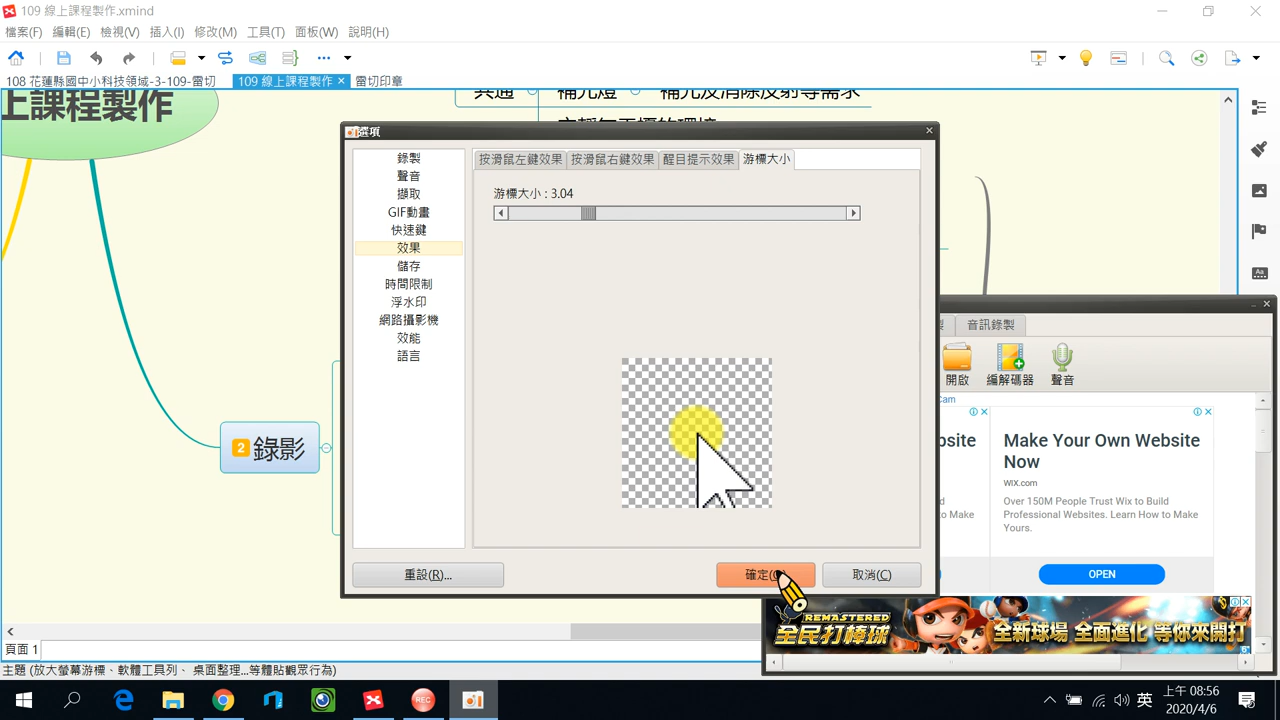 109 線上課程製作.xmind
檔案(F) 編輯(E) 檢視(V) 插入(I) 修改(M) 工具(T) 面板(W) 說明(H)
108 花蓮縣國中小科技領域-3-109-雷切 109 線上課程製作 × 雷切印章
上課程製作
共通 補光燈 補光及消除反射等需求
選項
錄製
聲音
擷取
GIF動畫
快速鍵
效果
儲存
時間限制
浮水印
網路攝影機
效能
語言
按滑鼠左鍵效果 按滑鼠右鍵效果 醒目提示效果 游標大小
游標大小 : 3.04
重設(R)...
取消(C)
2 錄影
音訊錄製
開啟 編解碼器 聲音
Cam
bsite
Make Your Own Website
Now
WIX.com
Over 150M People Trust Wix to Build
Professional Websites. Learn How to Make
Yours.
d
to Make
OPEN
REMASTERED
全民打棒球
全新球場 全面進化 等你來開打
頁面 1
主題 (放大螢幕游標、軟體工具列、 桌面整理...等體貼觀眾行為)
REC
英
上午 08:56
2020/4/6